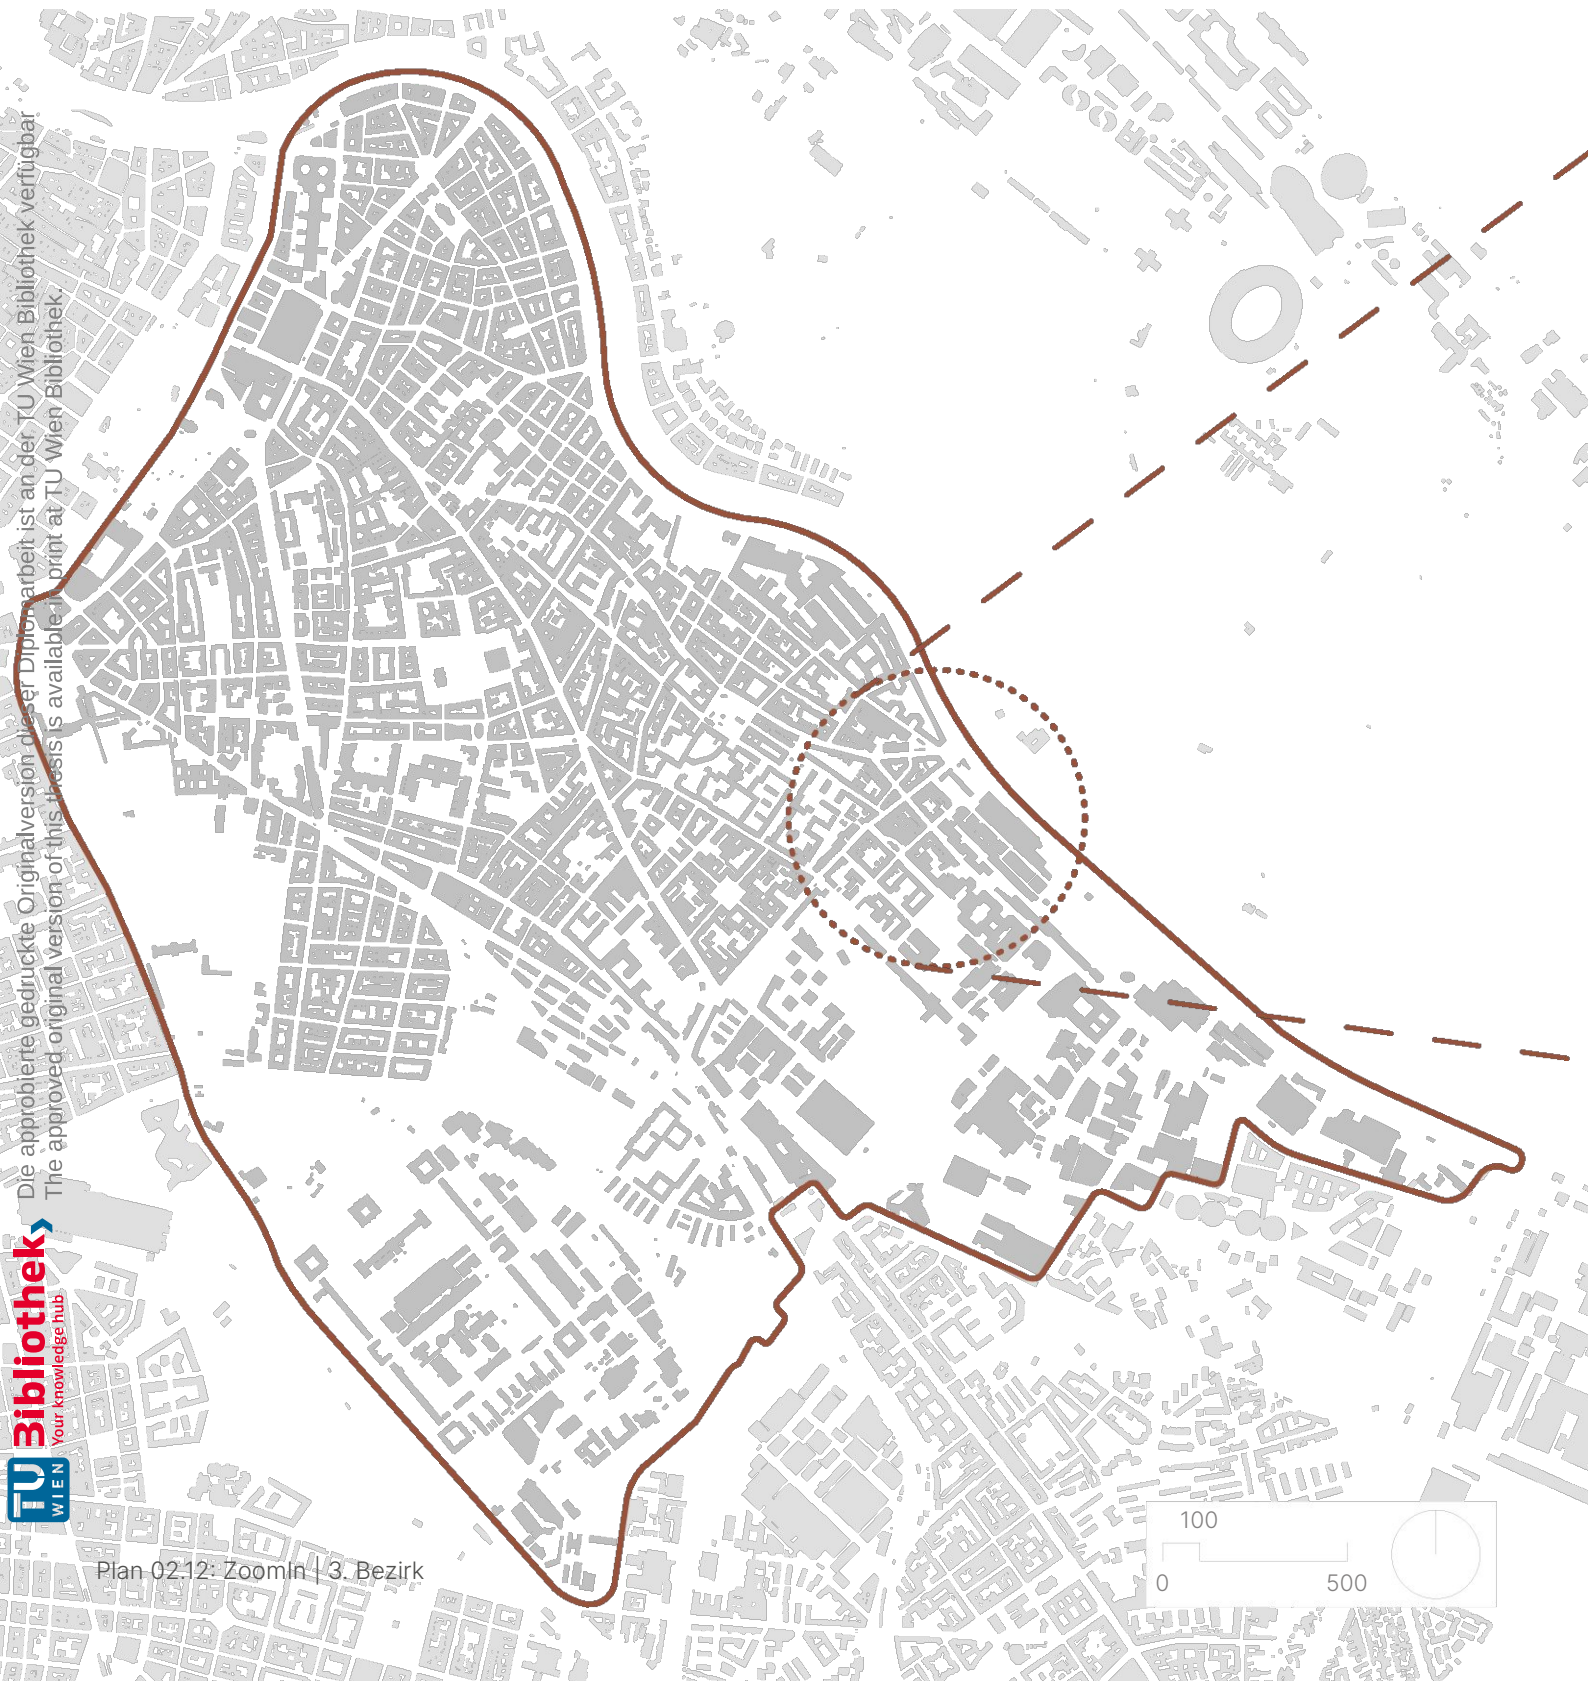 Die approbierte gedruckte Originalversion dieser Diplomarbeit ist an der TU Wien Bibliothek verfügbar
The approved original version of this thesis is available in print at TU Wien Bibliothek.
Bibliothek
Your knowledge hub
TU
WIEN
Plan 02.12: ZoomIn | 3. Bezirk
100
0 500